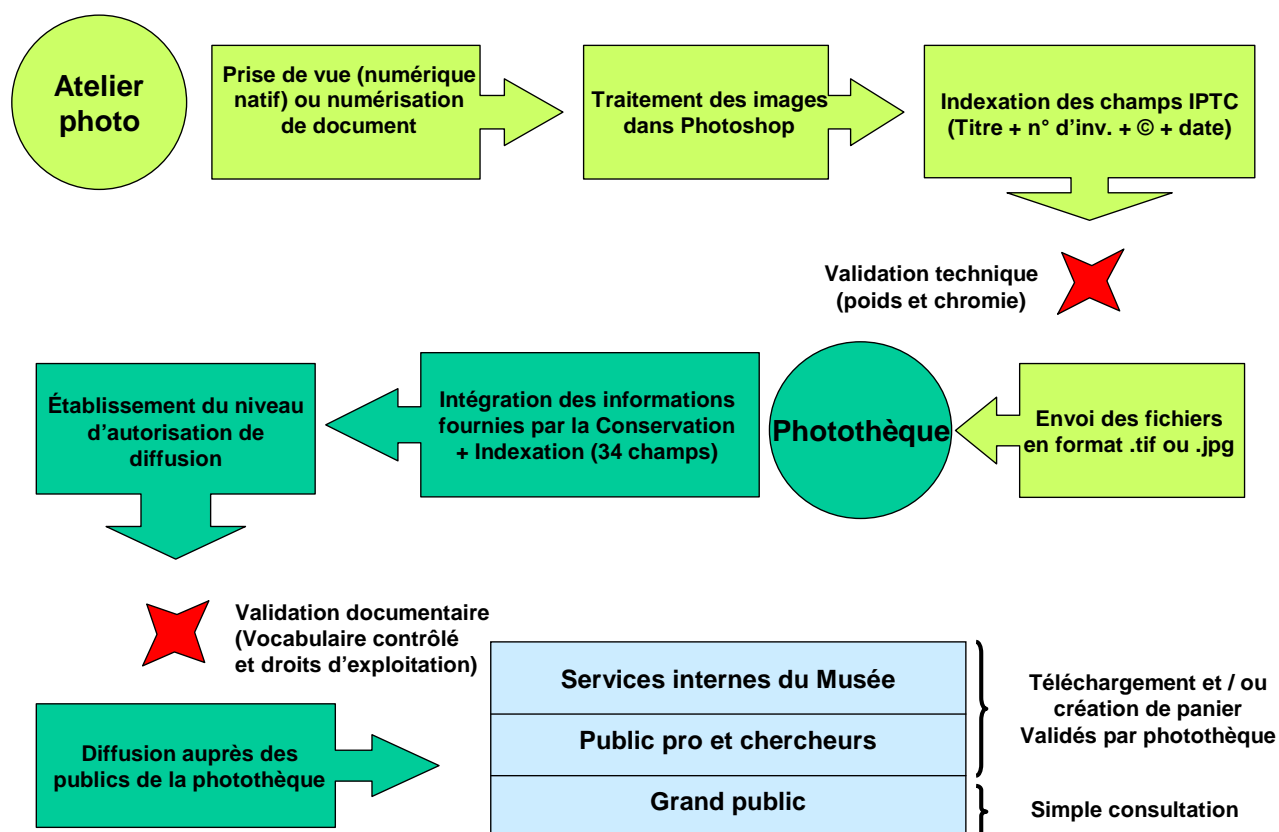 Atelier
photo
Prise de vue (numérique
natif) ou numérisation
de document
Traitement des images
dans Photoshop
Indexation des champs IPTC
(Titre + n° d’inv. + © + date)
Validation technique
(poids et chromie)
Envoi des fichiers
en format .tif ou .jpg
Photothèque
Intégration des informations
fournies par la Conservation
+ Indexation (34 champs)
Établissement du niveau
d’autorisation de
diffusion
Validation documentaire
(Vocabulaire contrôlé
et droits d’exploitation)
Diffusion auprès des
publics de la photothèque
Services internes du Musée
Public pro et chercheurs
Grand public
Téléchargement et / ou
création de panier
Validés par photothèque
Simple consultation